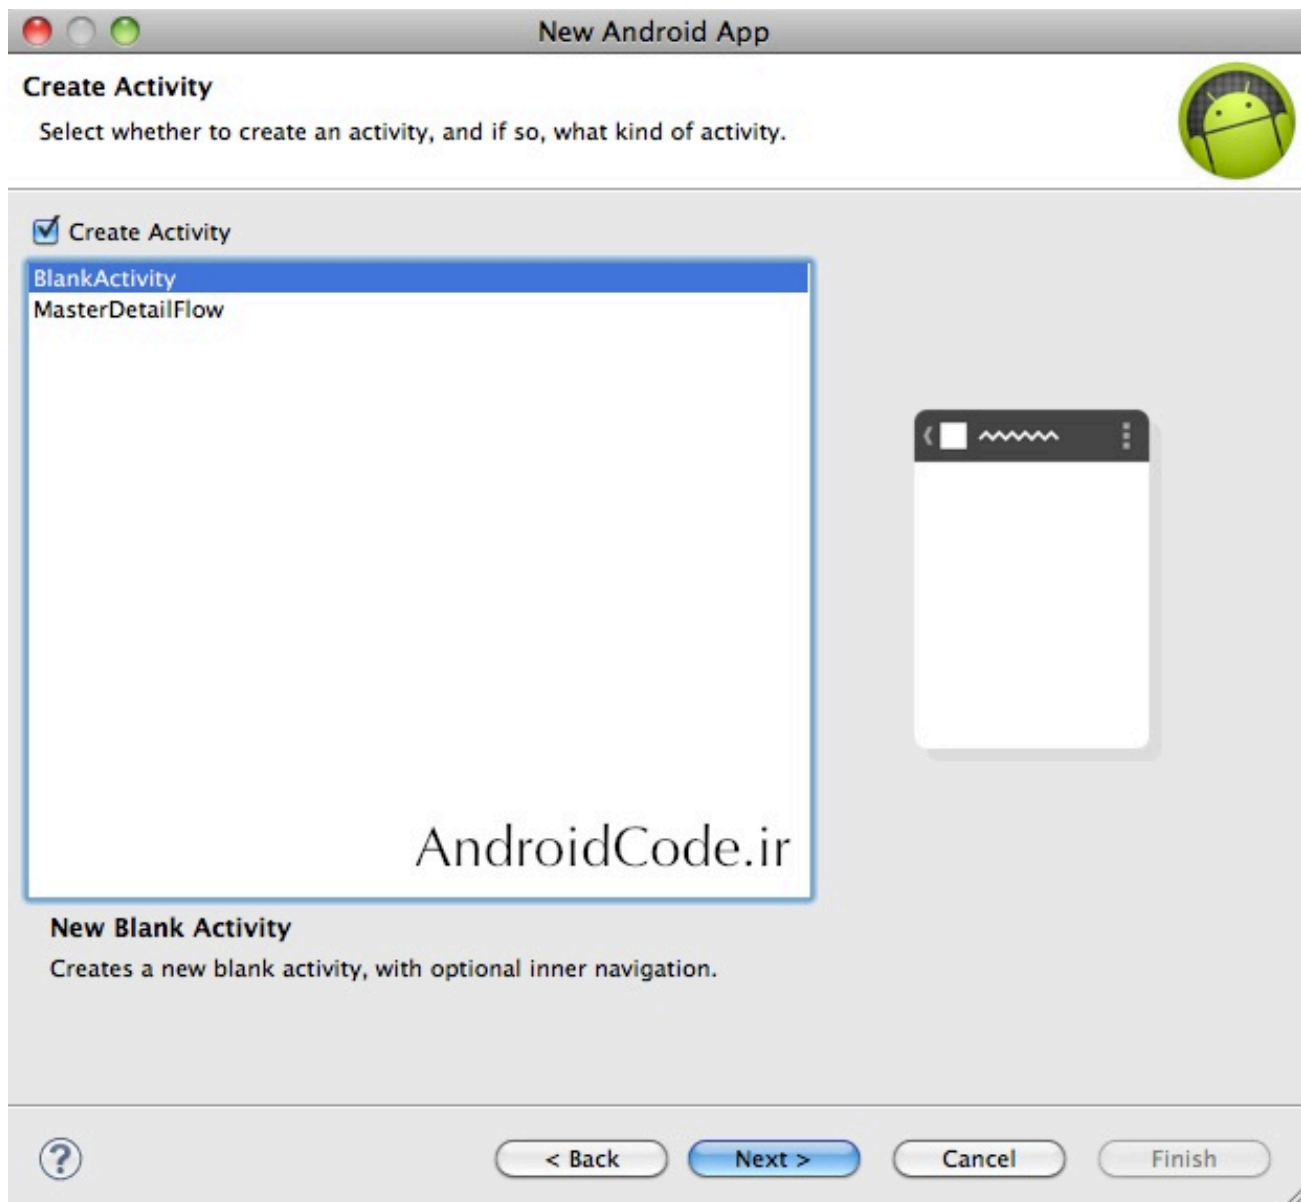 New Android App
Create Activity
Select whether to create an activity, and if so, what kind of activity.
Create Activity
BlankActivity
MasterDetailFlow
AndroidCode.ir
New Blank Activity
Creates a new blank activity, with optional inner navigation.
?
< Back
Next >
Cancel
Finish